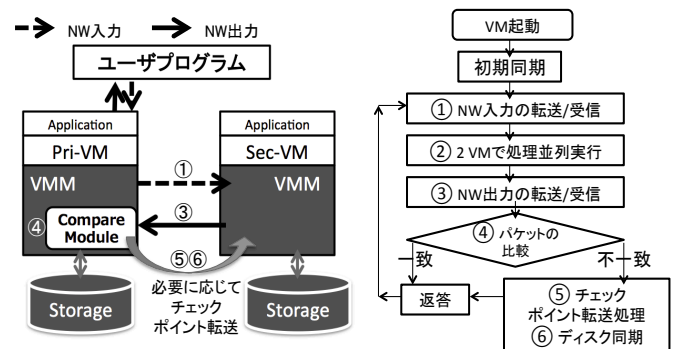 NW入力
NW出力
ユーザプログラム
Application
Pri-VM
VMM
④
Compare
Module
Application
Sec-VM
VMM
①
③
⑤⑥
必要に応じて
チェック
ポイント転送
Storage
Storage
VM起動
初期同期
① NW入力の転送/受信
② 2 VMで処理並列実行
③ NW出力の転送/受信
④ パケットの
比較
一致
不一致
返答
⑤ チェック
ポイント転送処理
⑥ ディスク同期